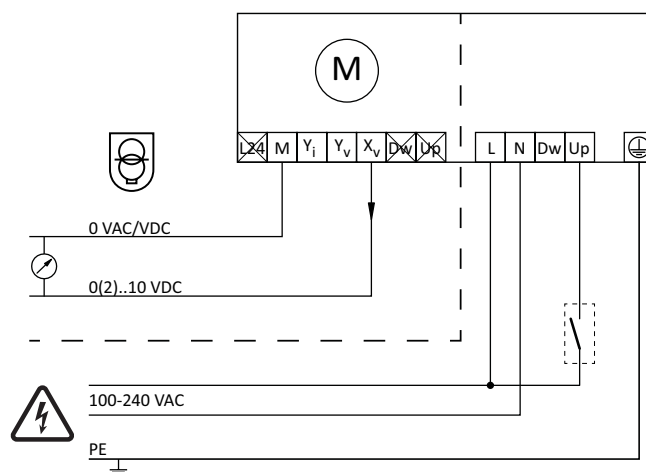 M
L24 M Yi Yv Xv Dw Up L N Dw Up
0 VAC/VDC
0(2)..10 VDC
100-240 VAC
PE